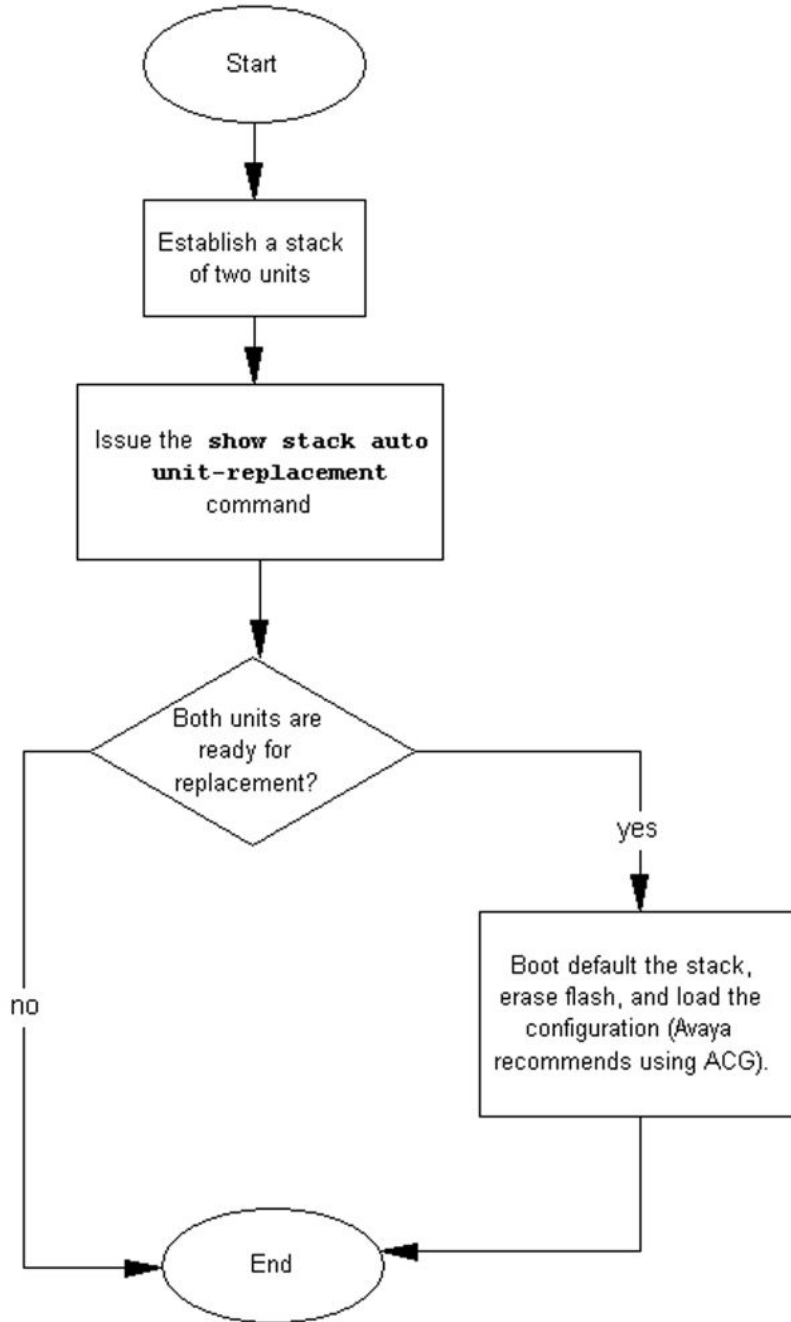 Start
Establish a stack
of two units
Issue the show stack auto
unit-replacement
command
Both units are
ready for
replacement?
yes
no
Boot default the stack,
erase flash, and load the
configuration (Avaya
recommends using ACG).
End